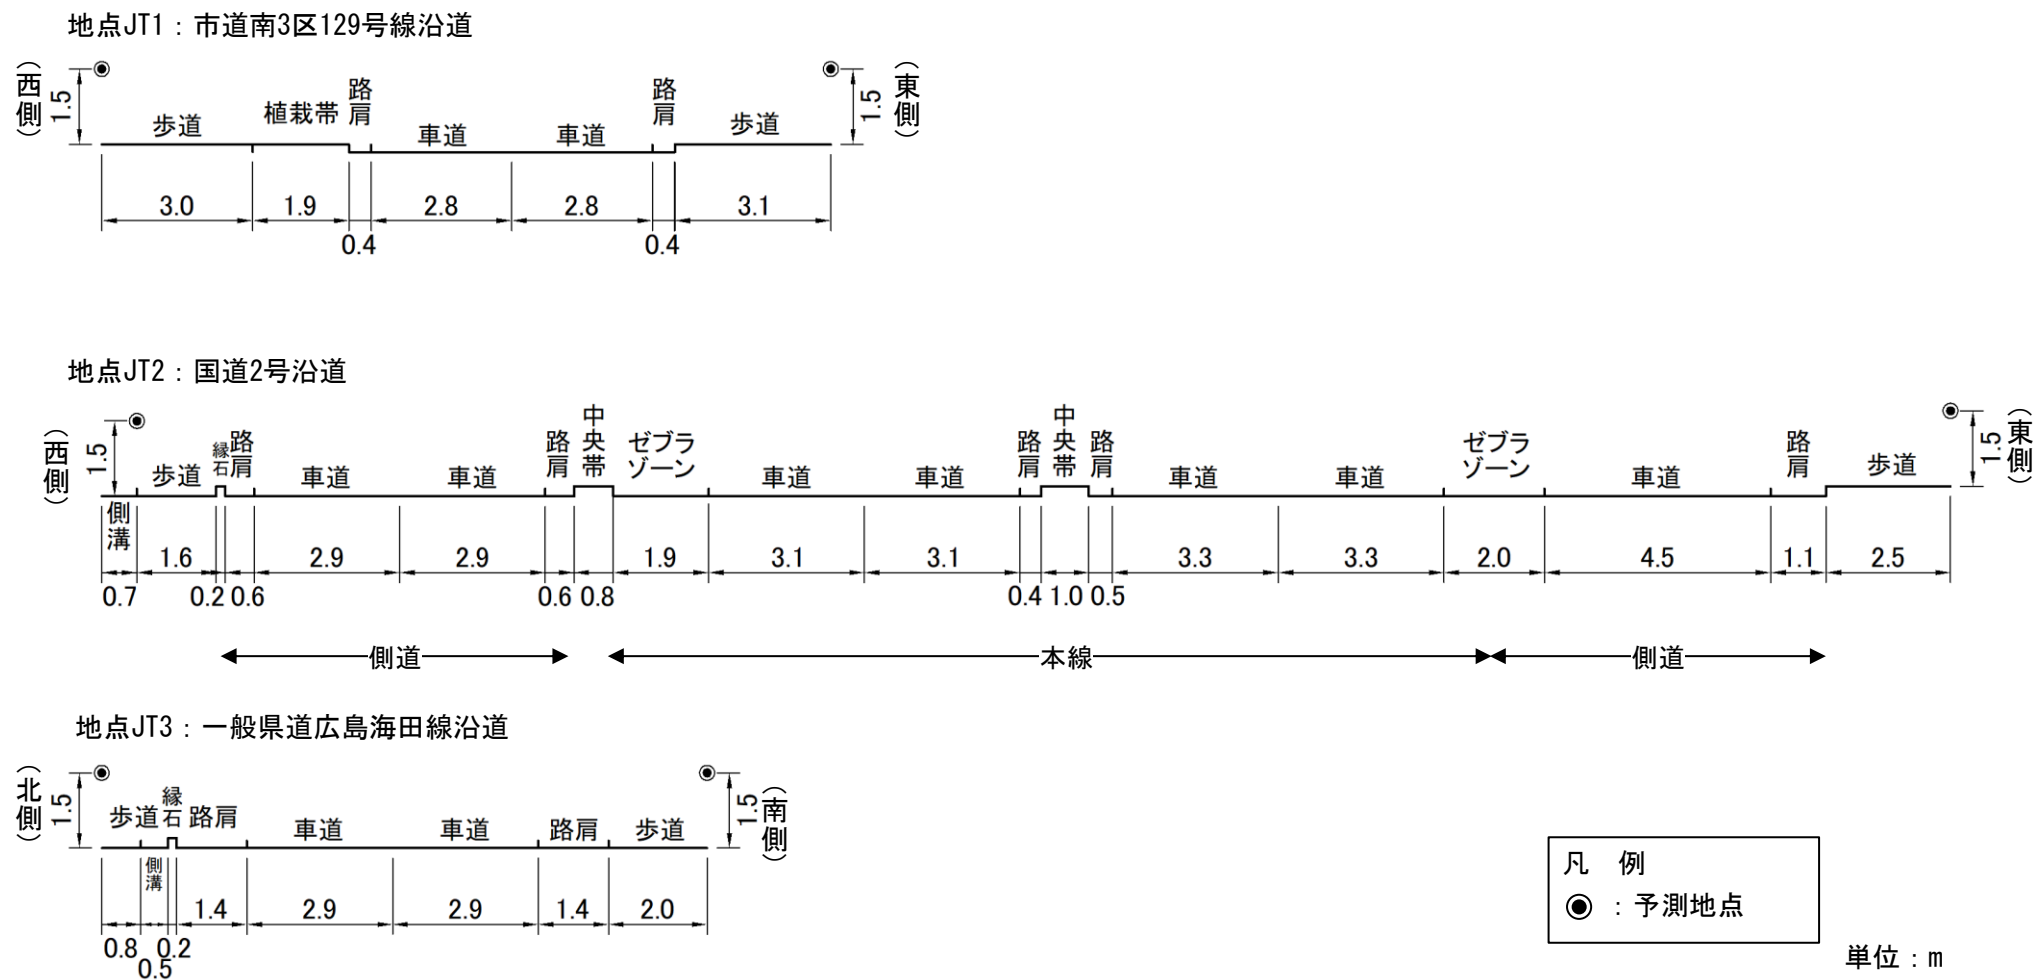 地点JT1：市道南3区129号線沿道
（西側）
1.5
歩道
植栽帯
路肩
車道
車道
路肩
歩道
1.5
（東側）
3.0
1.9
0.4
2.8
2.8
0.4
3.1
地点JT2：国道2号沿道
（西側）
1.5
側溝
歩道
縁石
路肩
車道
車道
路肩
中央帯
ゼブラ
ゾーン
車道
車道
路肩
中央帯
路肩
車道
車道
ゼブラ
ゾーン
車道
路肩
歩道
1.5
（東側）
0.7
1.6
0.2
0.6
2.9
2.9
0.6
0.8
1.9
3.1
3.1
0.4
1.0
0.5
3.3
3.3
2.0
4.5
1.1
2.5
側道
本線
側道
地点JT3：一般県道広島海田線沿道
（北側）
1.5
歩道
側溝
縁石
路肩
車道
車道
路肩
歩道
1.5
（南側）
0.8
0.5
0.2
1.4
2.9
2.9
1.4
2.0
凡 例
：予測地点
単位：m